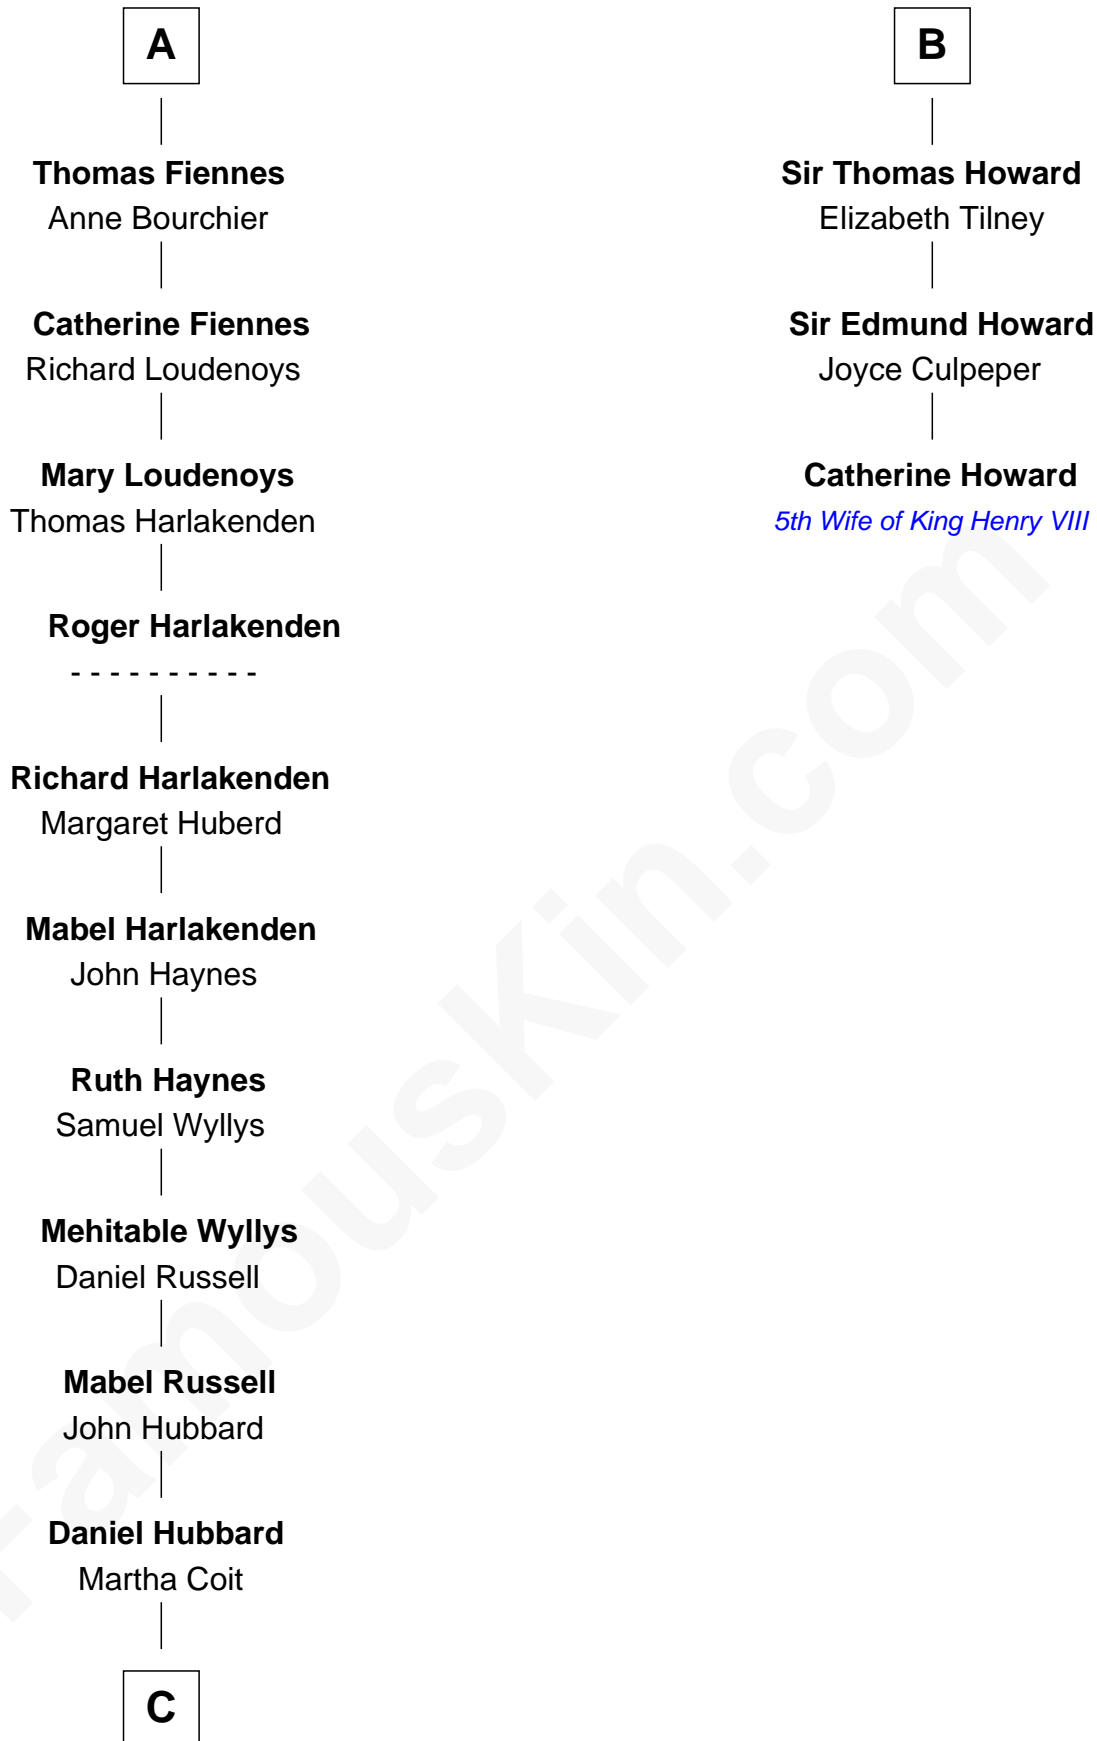 A
Thomas Fiennes
Anne Bourchier
Catherine Fiennes
Richard Loudenoys
Mary Loudenoys
Thomas Harlakenden
Roger Harlakenden
- - - - - - - - - -
Richard Harlakenden
Margaret Huberd
Mabel Harlakenden
John Haynes
Ruth Haynes
Samuel Wyllys
Mehitable Wyllys
Daniel Russell
Mabel Russell
John Hubbard
Daniel Hubbard
Martha Coit
C
B
Sir Thomas Howard
Elizabeth Tilney
Sir Edmund Howard
Joyce Culpeper
Catherine Howard
5th Wife of King Henry VIII
FamousKin.com